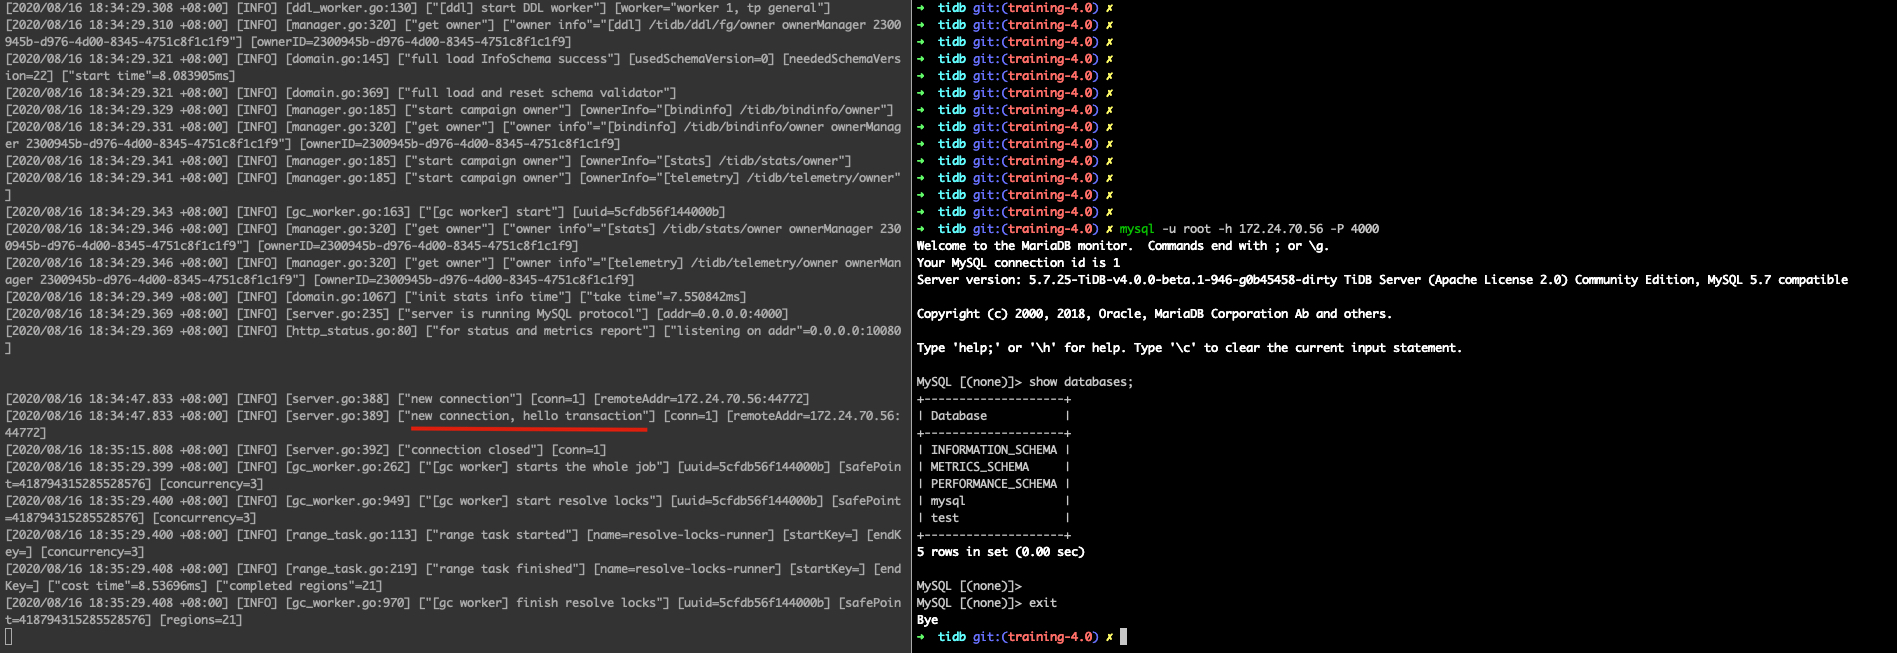 [2020/08/16 18:34:29.308 +08:00] [INFO] [ddl_worker.go:130] ["[ddl] start DDL worker"] [worker="worker 1, tp general"]
[2020/08/16 18:34:29.310 +08:00] [INFO] [manager.go:320] ["get owner"] ["owner info"="[ddl] /tidb/ddl/fg/owner ownerManager 2300
945b-d976-4d00-8345-4751c8f1c1f9"] [ownerID=2300945b-d976-4d00-8345-4751c8f1c1f9]
[2020/08/16 18:34:29.321 +08:00] [INFO] [domain.go:145] ["full load InfoSchema success"] [usedSchemaVersion=0] [neededSchemaVers
ion=22] ["start time"=8.083905ms]
[2020/08/16 18:34:29.321 +08:00] [INFO] [domain.go:369] ["full load and reset schema validator"]
[2020/08/16 18:34:29.329 +08:00] [INFO] [manager.go:185] ["start campaign owner"] [ownerInfo="[bindinfo] /tidb/bindinfo/owner"]
[2020/08/16 18:34:29.331 +08:00] [INFO] [manager.go:320] ["get owner"] ["owner info"="[bindinfo] /tidb/bindinfo/owner ownerManag
er 2300945b-d976-4d00-8345-4751c8f1c1f9"] [ownerID=2300945b-d976-4d00-8345-4751c8f1c1f9]
[2020/08/16 18:34:29.341 +08:00] [INFO] [manager.go:185] ["start campaign owner"] [ownerInfo="[stats] /tidb/stats/owner"]
[2020/08/16 18:34:29.341 +08:00] [INFO] [manager.go:185] ["start campaign owner"] [ownerInfo="[telemetry] /tidb/telemetry/owner"
]
[2020/08/16 18:34:29.343 +08:00] [INFO] [gc_worker.go:163] ["[gc worker] start"] [uuid=5cfdb56f144000b]
[2020/08/16 18:34:29.346 +08:00] [INFO] [manager.go:320] ["get owner"] ["owner info"="[stats] /tidb/stats/owner ownerManager 230
0945b-d976-4d00-8345-4751c8f1c1f9"] [ownerID=2300945b-d976-4d00-8345-4751c8f1c1f9]
[2020/08/16 18:34:29.346 +08:00] [INFO] [manager.go:320] ["get owner"] ["owner info"="[telemetry] /tidb/telemetry/owner ownerMan
ager 2300945b-d976-4d00-8345-4751c8f1c1f9"] [ownerID=2300945b-d976-4d00-8345-4751c8f1c1f9]
[2020/08/16 18:34:29.349 +08:00] [INFO] [domain.go:1067] ["init stats info time"] ["take time"=7.550842ms]
[2020/08/16 18:34:29.369 +08:00] [INFO] [server.go:235] ["server is running MySQL protocol"] [addr=0.0.0.0:4000]
[2020/08/16 18:34:29.369 +08:00] [INFO] [http_status.go:80] ["for status and metrics report"] ["listening on addr"=0.0.0.0:10080
]
[2020/08/16 18:34:47.833 +08:00] [INFO] [server.go:388] ["new connection"] [conn=1] [remoteAddr=172.24.70.56:44772]
[2020/08/16 18:34:47.833 +08:00] [INFO] [server.go:389] ["new connection, hello transaction"] [conn=1] [remoteAddr=172.24.70.56:
44772]
[2020/08/16 18:35:15.808 +08:00] [INFO] [server.go:392] ["connection closed"] [conn=1]
[2020/08/16 18:35:29.399 +08:00] [INFO] [gc_worker.go:262] ["[gc worker] starts the whole job"] [uuid=5cfdb56f144000b] [safePoin
t=418794315285528576] [concurrency=3]
[2020/08/16 18:35:29.400 +08:00] [INFO] [gc_worker.go:949] ["[gc worker] start resolve locks"] [uuid=5cfdb56f144000b] [safePoint
=418794315285528576] [concurrency=3]
[2020/08/16 18:35:29.400 +08:00] [INFO] [range_task.go:113] ["range task started"] [name=resolve-locks-runner] [startKey=] [endK
ey=] [concurrency=3]
[2020/08/16 18:35:29.408 +08:00] [INFO] [range_task.go:219] ["range task finished"] [name=resolve-locks-runner] [startKey=] [end
Key=] ["cost time"=8.53696ms] ["completed regions"=21]
[2020/08/16 18:35:29.408 +08:00] [INFO] [gc_worker.go:970] ["[gc worker] finish resolve locks"] [uuid=5cfdb56f144000b] [safePoin
t=418794315285528576] [regions=21]
➜ tidb git:(training-4.0) ✗
➜ tidb git:(training-4.0) ✗
➜ tidb git:(training-4.0) ✗
➜ tidb git:(training-4.0) ✗
➜ tidb git:(training-4.0) ✗
➜ tidb git:(training-4.0) ✗
➜ tidb git:(training-4.0) ✗
➜ tidb git:(training-4.0) ✗
➜ tidb git:(training-4.0) ✗
➜ tidb git:(training-4.0) ✗
➜ tidb git:(training-4.0) ✗
➜ tidb git:(training-4.0) ✗
➜ tidb git:(training-4.0) ✗
➜ tidb git:(training-4.0) ✗ mysql -u root -h 172.24.70.56 -P 4000
Welcome to the MariaDB monitor.  Commands end with ; or \g.
Your MySQL connection id is 1
Server version: 5.7.25-TiDB-v4.0.0-beta.1-946-g0b45458-dirty TiDB Server (Apache License 2.0) Community Edition, MySQL 5.7 compatible
Copyright (c) 2000, 2018, Oracle, MariaDB Corporation Ab and others.
Type 'help;' or '\h' for help. Type '\c' to clear the current input statement.
MySQL [(none)]> show databases;
+--------------------+
| Database           |
+--------------------+
| INFORMATION_SCHEMA |
| METRICS_SCHEMA     |
| PERFORMANCE_SCHEMA |
| mysql              |
| test               |
+--------------------+
5 rows in set (0.00 sec)
MySQL [(none)]>
MySQL [(none)]> exit
Bye
➜ tidb git:(training-4.0) ✗